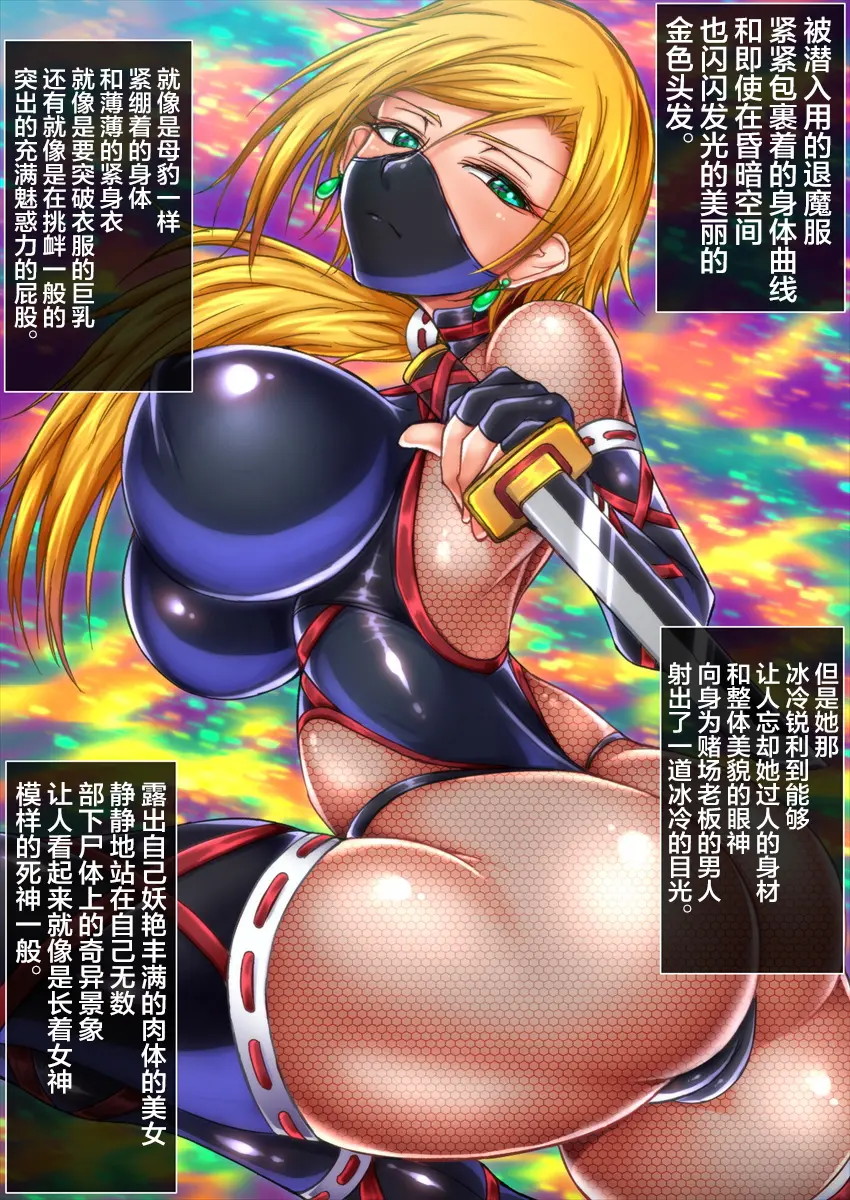 被潜入用的退魔服
紧紧包裹着的身体曲线
和即使在昏暗空间
也闪闪发光的美丽的
金色头发。
就像是母豹一样
紧绷着的身体
和薄薄的紧身衣
就像是要突破衣服的巨乳
还有就像是在挑衅一般的
突出的充满魅惑力的屁股。
但是她那
冰冷锐利到能够
让人忘却她过人的身材
和整体美貌的眼神
向身为赌场老板的男人
射出了一道冰冷的目光。
露出自己妖艳丰满的肉体的美女
静静地站在自己无数
部下尸体上的奇异景象
让人看起来就像是长着女神
模样的死神一般。